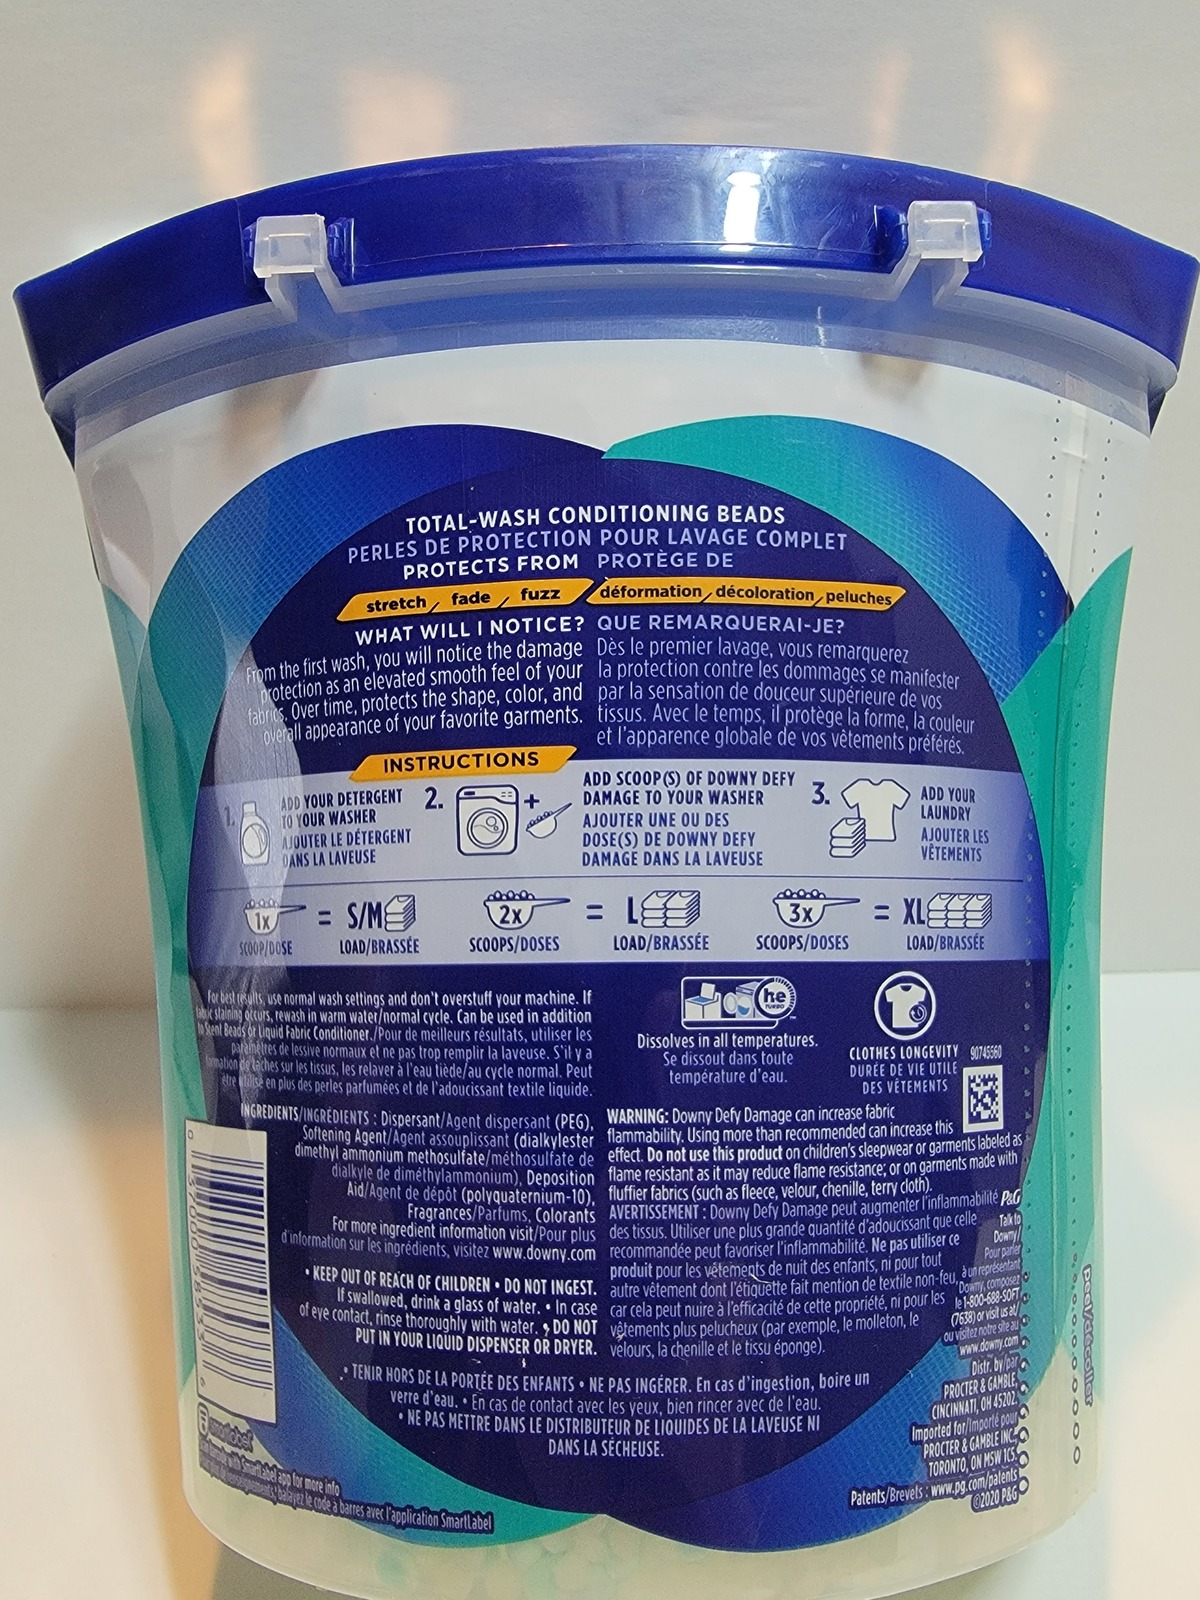 TOTAL-WASH CONDITIONING BEADS
PERLES DE PROTECTION POUR LAVAGE COMPLET
PROTECTS FROM PROTÈGE DE
stretch fade fuzz déformation décoloration peluches
WHAT WILL I NOTICE?
From the first wash, you will notice the damage
protection as an elevated smooth feel of your
fabrics. Over time, protects the shape, color, and
overall appearance of your favorite garments.
QUE REMARQUERAI-JE?
Dès le premier lavage, vous remarquerez
la protection contre les dommages se manifester
par la sensation de douceur supérieure de vos
tissus. Avec le temps, il protège la forme, la couleur
et l'apparence globale de vos vêtements préférés.
INSTRUCTIONS
1.
ADD YOUR DETERGENT
TO YOUR WASHER
AJOUTER LE DÉTERGENT
DANS LA LAVEUSE
2.
+
ADD SCOOP(S) OF DOWNY DEFY
DAMAGE TO YOUR WASHER
AJOUTER UNE OU DES
DOSE(S) DE DOWNY DEFY
DAMAGE DANS LA LAVEUSE
3.
ADD YOUR
LAUNDRY
AJOUTER LES
VÊTEMENTS
1x = S/M
SCOOP/DOSE LOAD/BRASSÉE
2x = L
SCOOPS/DOSES LOAD/BRASSÉE
3x = XL
SCOOPS/DOSES LOAD/BRASSÉE
For best results, use normal wash settings and don't overstuff your machine. If
fabric staining occurs, rewash in warm water/normal cycle. Can be used in addition
to Scent Beads or Liquid Fabric Conditioner./Pour de meilleurs résultats, utiliser les
paramètres de lessive normaux et ne pas trop remplir la laveuse. S'il y a
formation de taches sur les tissus, les relaver à l'eau tiède/au cycle normal. Peut
être utilisé en plus des perles parfumées et de l'adoucissant textile liquide.
he
TURBO
Dissolves in all temperatures.
Se dissout dans toute
température d'eau.
CLOTHES LONGEVITY
DURÉE DE VIE UTILE
DES VÊTEMENTS
90745560
INGREDIENTS/INGRÉDIENTS : Dispersant/Agent dispersant (PEG),
Softening Agent/Agent assouplissant (dialkylester
dimethyl ammonium methosulfate/méthosulfate de
dialkyle de diméthylammonium), Deposition
Aid/Agent de dépôt (polyquaternium-10),
Fragrances/Parfums, Colorants
For more ingredient information visit/Pour plus
d'information sur les ingrédients, visitez www.downy.com
• KEEP OUT OF REACH OF CHILDREN • DO NOT INGEST.
If swallowed, drink a glass of water. • In case
of eye contact, rinse thoroughly with water. • DO NOT
PUT IN YOUR LIQUID DISPENSER OR DRYER.
WARNING: Downy Defy Damage can increase fabric
flammability. Using more than recommended can increase this
effect. Do not use this product on children's sleepwear or garments labeled as
flame resistant as it may reduce flame resistance; or on garments made with
fluffier fabrics (such as fleece, velour, chenille, terry cloth).
AVERTISSEMENT : Downy Defy Damage peut augmenter l'inflammabilité
des tissus. Utiliser une plus grande quantité d'adoucissant que celle
recommandée peut favoriser l'inflammabilité. Ne pas utiliser ce
produit pour les vêtements de nuit des enfants, ni pour tout
autre vêtement dont l'étiquette fait mention de textile non-feu,
car cela peut nuire à l'efficacité de cette propriété, ni pour les
vêtements plus pelucheux (par exemple, le molleton, le
velours, la chenille et le tissu éponge).
• TENIR HORS DE LA PORTÉE DES ENFANTS • NE PAS INGÉRER. En cas d'ingestion, boire un
verre d'eau. • En cas de contact avec les yeux, bien rincer avec de l'eau.
• NE PAS METTRE DANS LE DISTRIBUTEUR DE LIQUIDES DE LA LAVEUSE NI
DANS LA SÉCHEUSE.
P&G
Talk to
Downy/
Pour parler
à un représentant
Downy, composez
le 1-800-688-SOFT
(7638) or visit us at/
ou visitez notre site au
www.downy.com
Distr. by/par
PROCTER & GAMBLE,
CINCINNATI, OH 45202.
Imported for/Importé pour
PROCTER & GAMBLE INC.,
TORONTO, ON M5W 1C5.
Patents/Brevets : www.pg.com/patents
©2020 P&G
peel/décoller
0 37000 58533 6
smartlabel
with SmartLabel app for more info
balayez le code à barres avec l'application SmartLabel